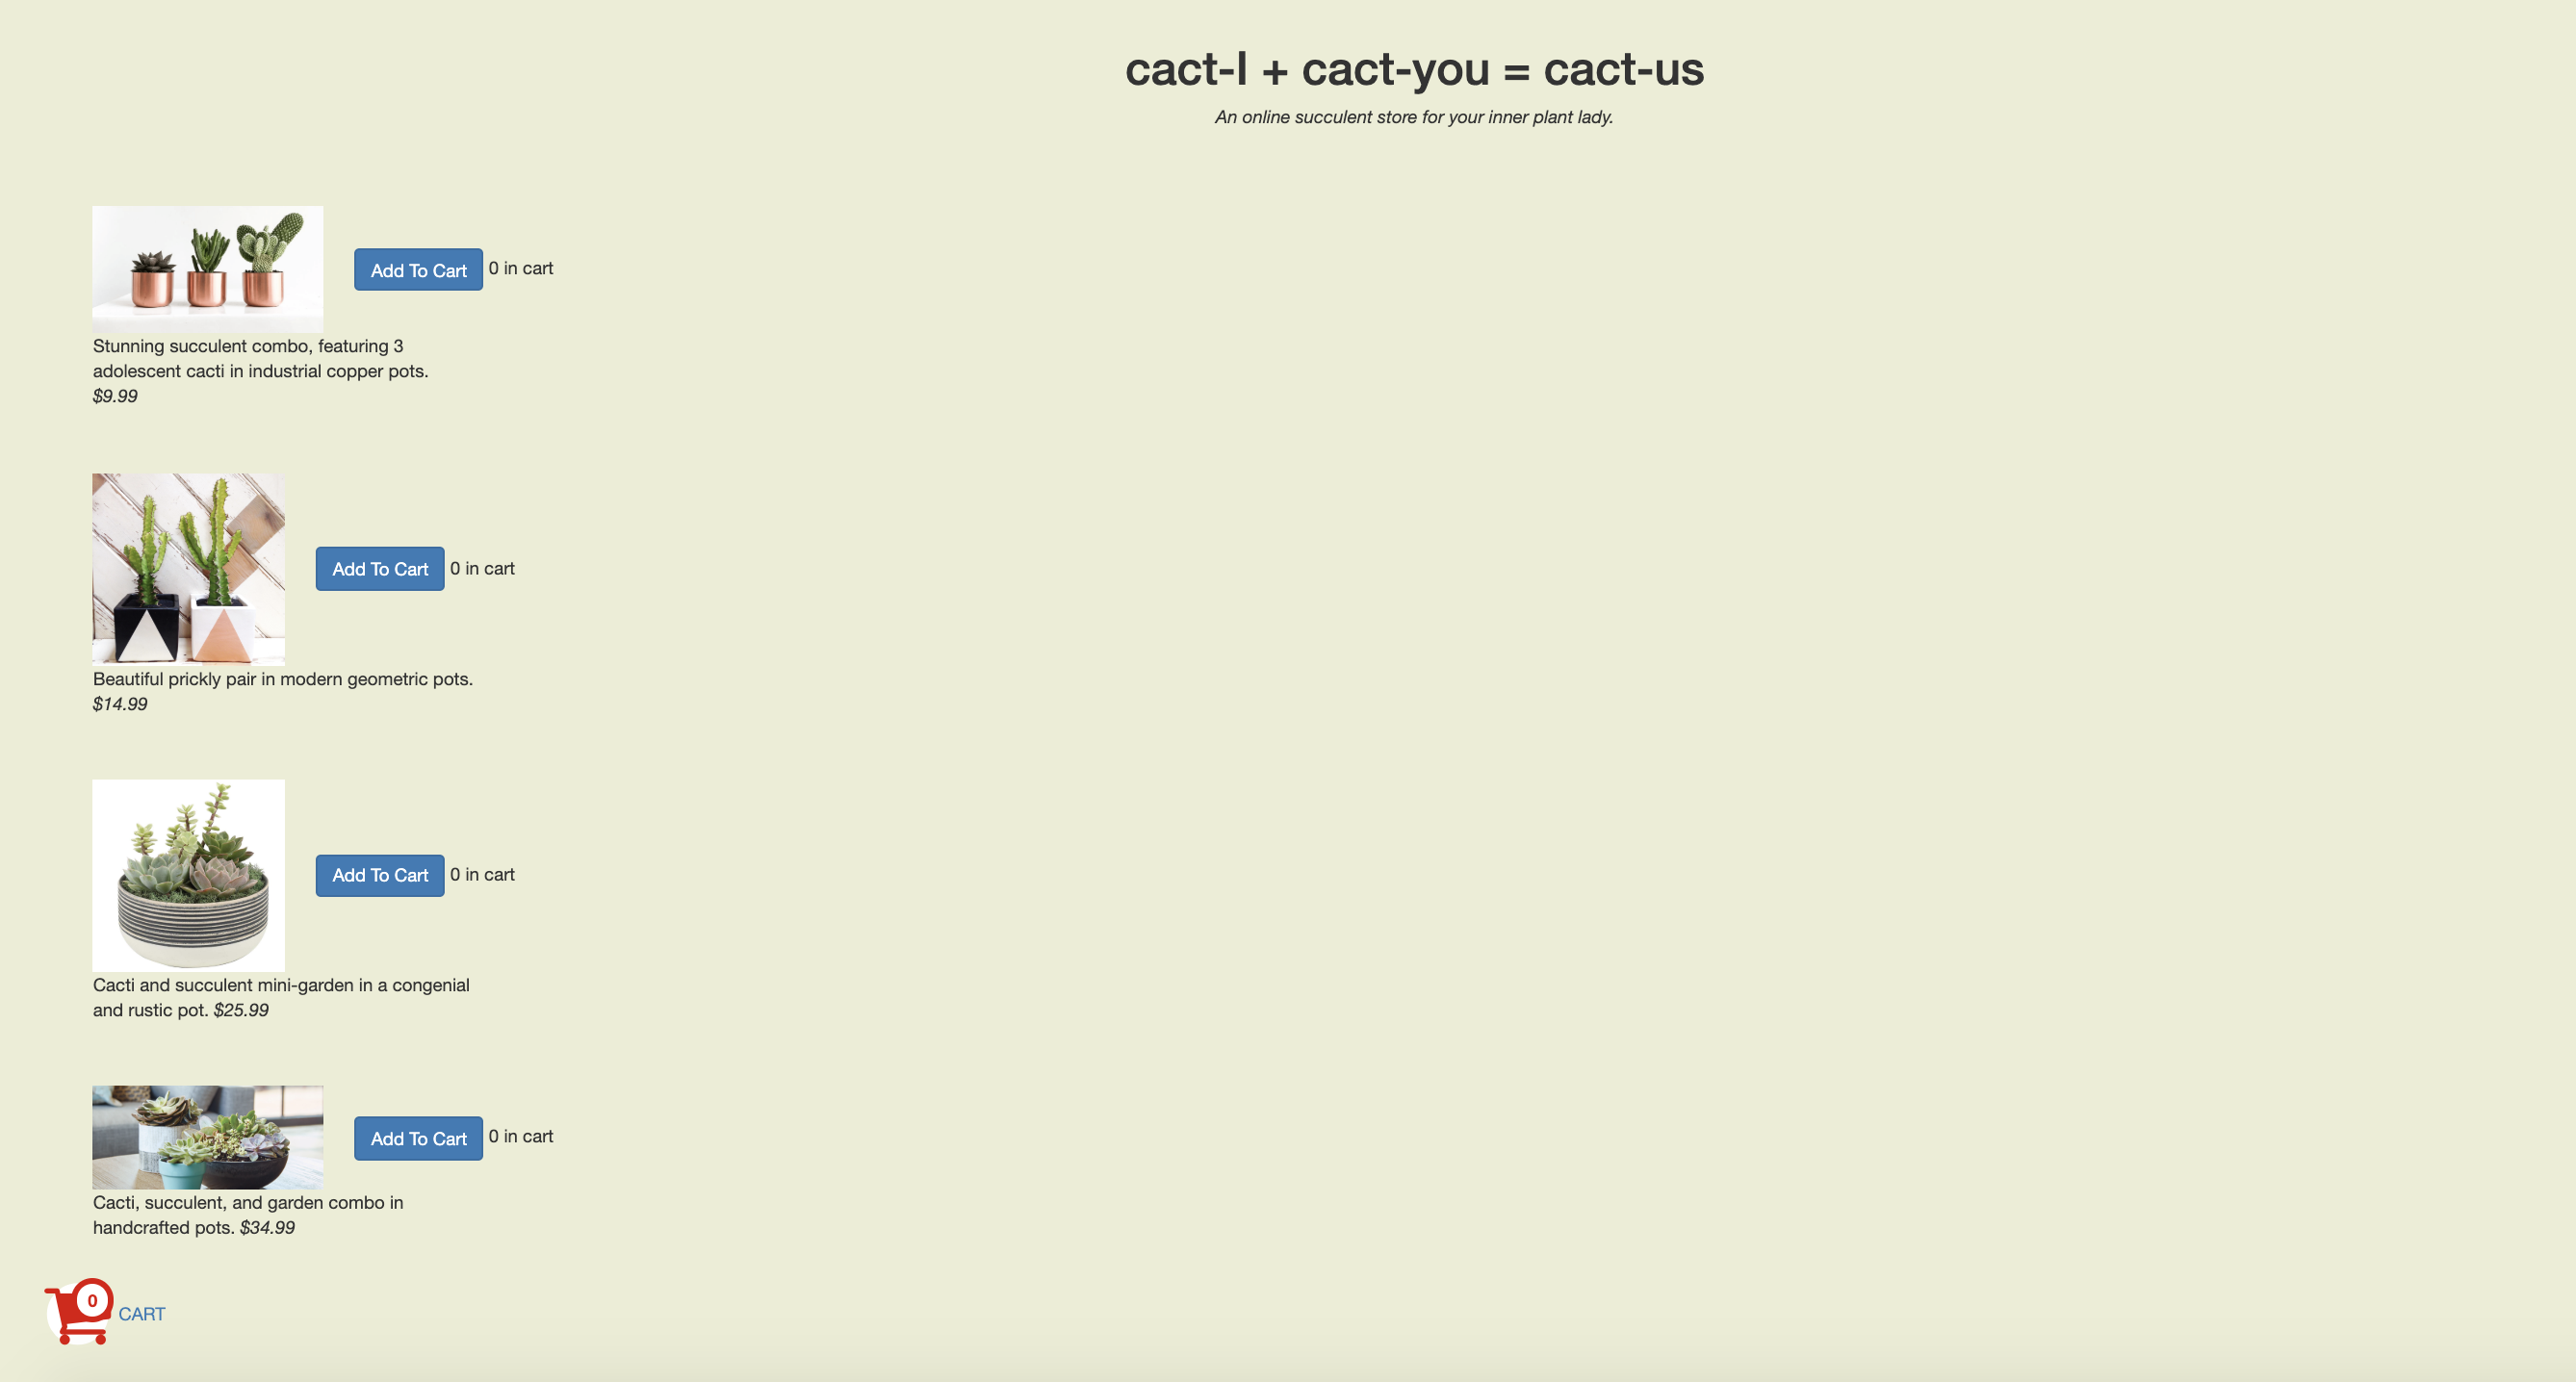 cact-I + cact-you = cact-us
An online succulent store for your inner plant lady.
Add To Cart 0 in cart
Stunning succulent combo, featuring 3
adolescent cacti in industrial copper pots.
$9.99
Add To Cart 0 in cart
Beautiful prickly pair in modern geometric pots.
$14.99
Add To Cart 0 in cart
Cacti and succulent mini-garden in a congenial
and rustic pot. $25.99
Add To Cart 0 in cart
Cacti, succulent, and garden combo in
handcrafted pots. $34.99
0 CART